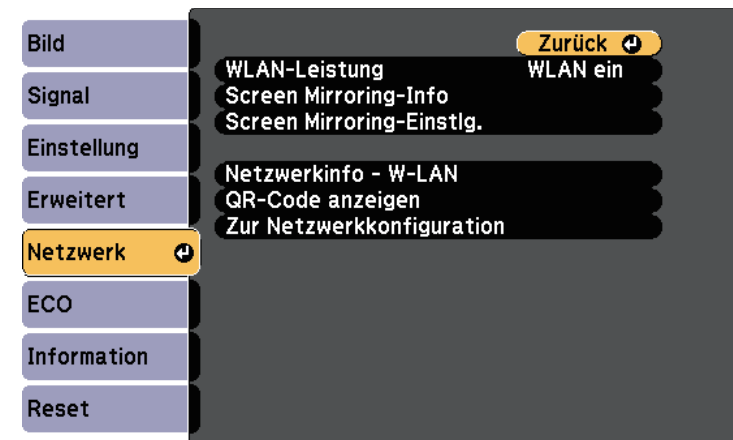 Bild
Signal
Einstellung
Erweitert
Netzwerk
ECO
Information
Reset
Zurück
WLAN-Leistung WLAN ein
Screen Mirroring-Info
Screen Mirroring-Einstlg.
Netzwerkinfo - W-LAN
QR-Code anzeigen
Zur Netzwerkkonfiguration